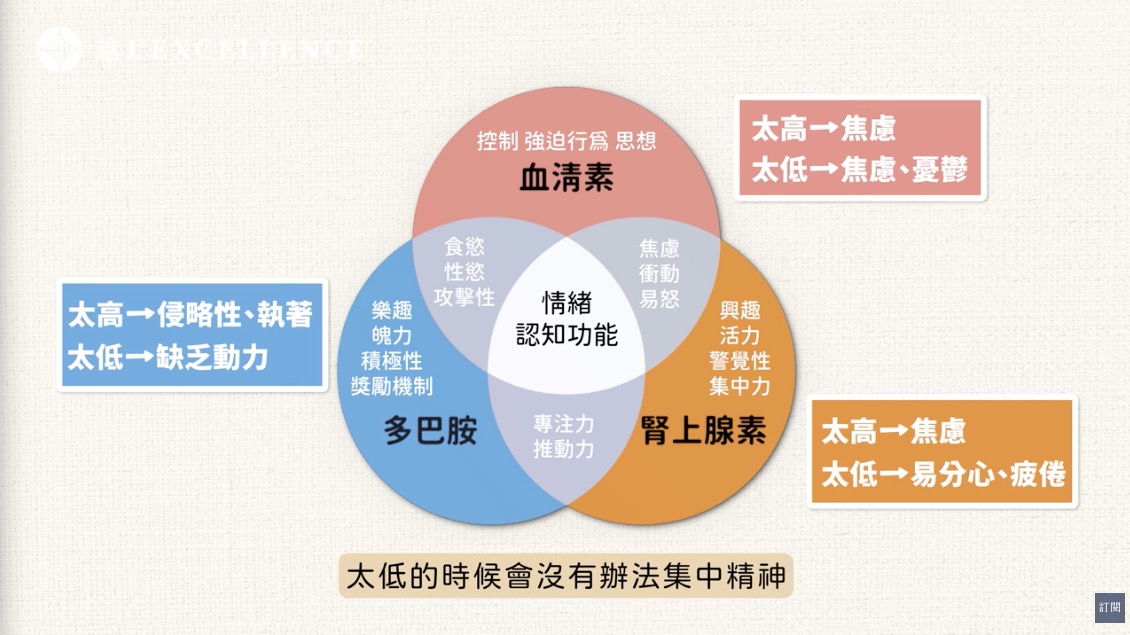 EXCELLENCE
控制 強迫行為 思想
血清素
太高→焦慮
太低→焦慮、憂鬱
食慾
性慾
攻擊性
焦慮
衝動
易怒
情緒
認知功能
太高→侵略性、執著
太低→缺乏動力
樂趣
魄力
積極性
獎勵機制
多巴胺
興趣
活力
警覺性
集中力
腎上腺素
專注力
推動力
太高→焦慮
太低→易分心、疲倦
太低的時候會沒有辦法集中精神
訂閱